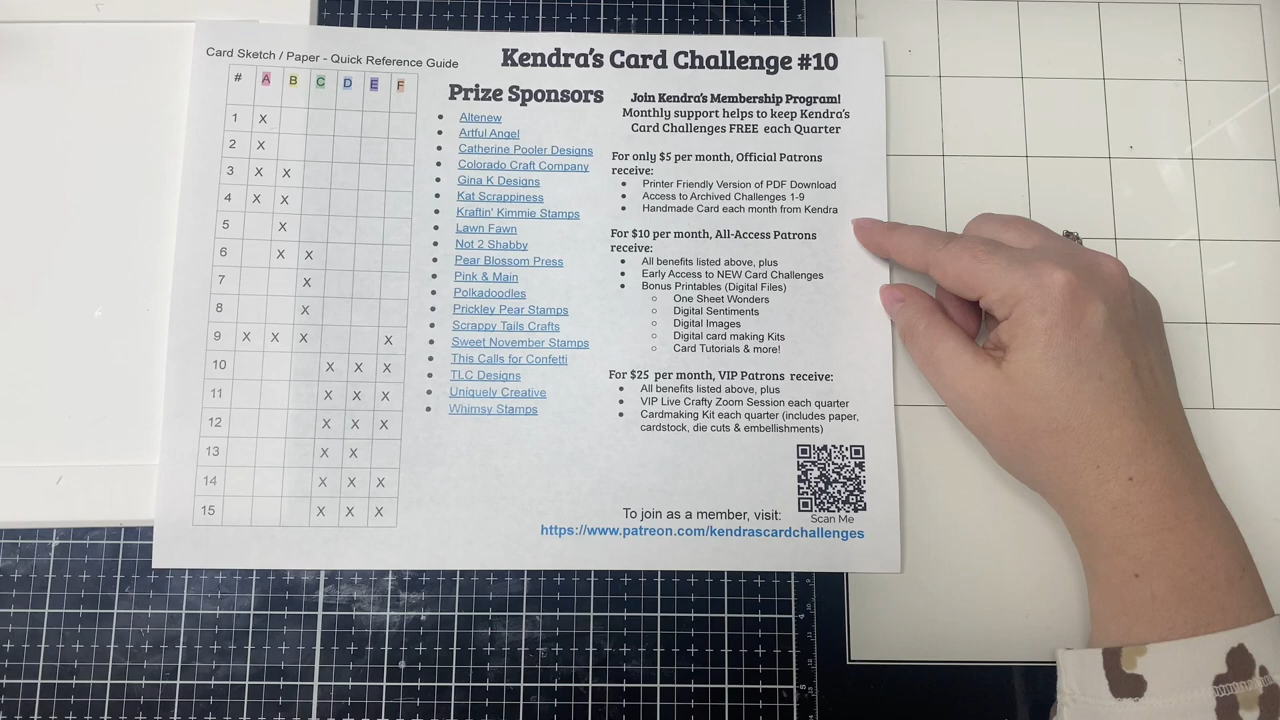 Card Sketch / Paper - Quick Reference Guide
# A B C D E F
1 X
2 X
3 X X
4 X X
5 X
6 X X
7 X
8 X
9 X X X X
10 X X X
11 X X X
12 X X X
13 X X
14 X X X
15 X X X
Kendra's Card Challenge #10
Prize Sponsors
Altenew
Artful Angel
Catherine Pooler Designs
Colorado Craft Company
Gina K Designs
Kat Scrappiness
Kraftin' Kimmie Stamps
Lawn Fawn
Not 2 Shabby
Pear Blossom Press
Pink & Main
Polkadoodles
Prickley Pear Stamps
Scrappy Tails Crafts
Sweet November Stamps
This Calls for Confetti
TLC Designs
Uniquely Creative
Whimsy Stamps
Join Kendra's Membership Program!
Monthly support helps to keep Kendra's
Card Challenges FREE each Quarter
For only $5 per month, Official Patrons
receive:
Printer Friendly Version of PDF Download
Access to Archived Challenges 1-9
Handmade Card each month from Kendra
For $10 per month, All-Access Patrons
receive:
All benefits listed above, plus
Early Access to NEW Card Challenges
Bonus Printables (Digital Files)
One Sheet Wonders
Digital Sentiments
Digital Images
Digital card making Kits
Card Tutorials & more!
For $25 per month, VIP Patrons receive:
All benefits listed above, plus
VIP Live Crafty Zoom Session each quarter
Cardmaking Kit each quarter (includes paper,
cardstock, die cuts & embellishments)
Scan Me
To join as a member, visit:
https://www.patreon.com/kendrascardchallenges